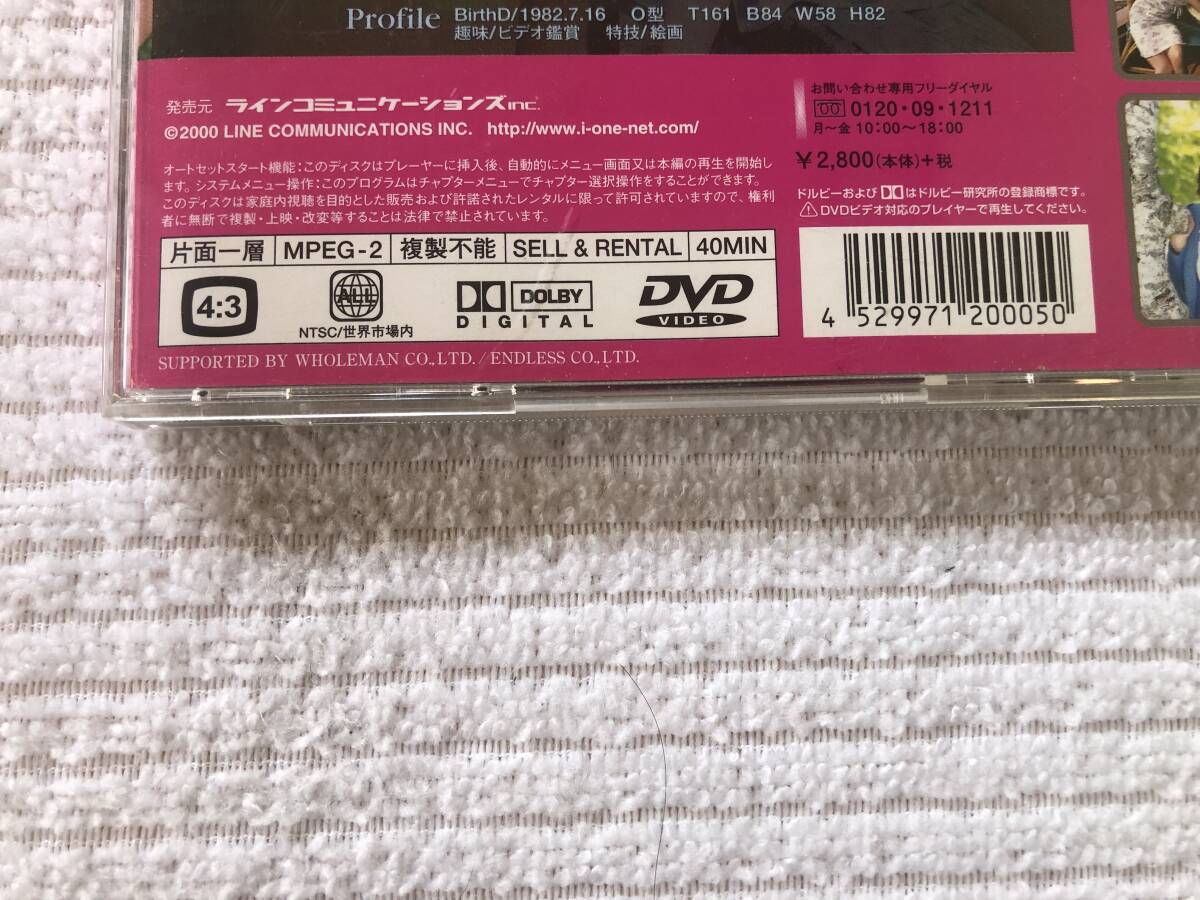 Profile BirthD/1982.7.16 O型 T161 B84 W58 H82
趣味/ビデオ鑑賞 特技/絵画
発売元 ラインコミュニケーションズINC.
©2000 LINE COMMUNICATIONS INC. http://www.i-one-net.com/
オートセットスタート機能:このディスクはプレーヤーに挿入後、自動的にメニュー画面又は本編の再生を開始し
ます。システムメニュー操作:このプログラムはチャプターメニューでチャプター選択操作をすることができます。
このディスクは家庭内視聴を目的とした販売および許諾されたレンタルに限って許可されていますので、権利
者に無断で複製・上映・改変等することは法律で禁止されています。
お問い合わせ専用フリーダイヤル
0120・09・1211
月〜金 10:00〜18:00
¥2,800(本体)+税
ドルビーおよびはドルビー研究所の登録商標です。
DVDビデオ対応のプレイヤーで再生してください。
片面一層 MPEG-2 複製不能 SELL & RENTAL 40MIN
4:3
ALL
NTSC/世界市場内
DOLBY
DIGITAL
DVD
VIDEO
4 529971 200050
SUPPORTED BY WHOLEMAN CO.,LTD. / ENDLESS CO.,LTD.